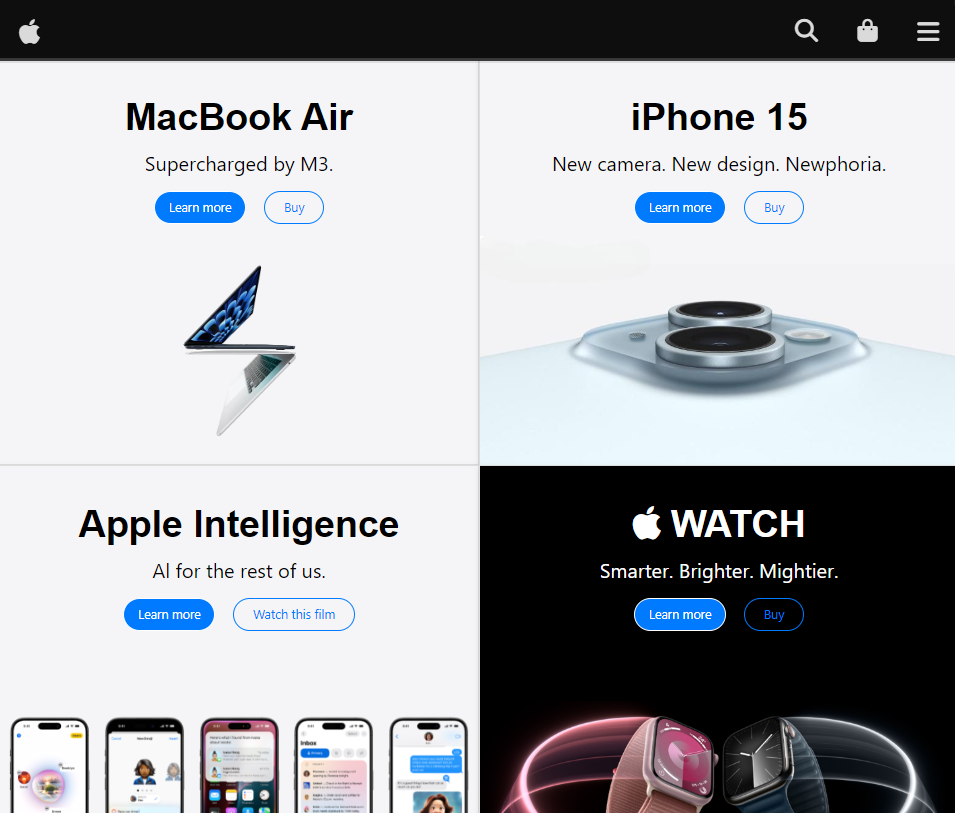 MacBook Air
Supercharged by M3.
Learn more
Buy
iPhone 15
New camera. New design. Newphoria.
Learn more
Buy
Apple Intelligence
AI for the rest of us.
Learn more
Watch this film
WATCH
Smarter. Brighter. Mightier.
Learn more
Buy
Inbox